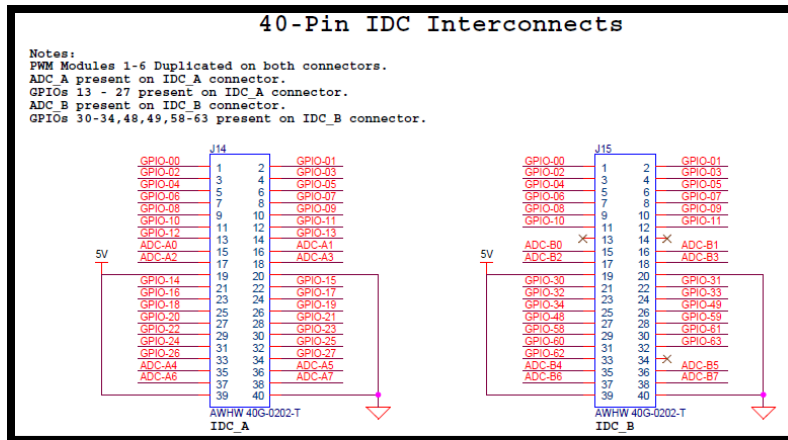 40-Pin IDC Interconnects
Notes:
PWM Modules 1-6 Duplicated on both connectors.
ADC_A present on IDC_A connector.
GPIOs 13 - 27 present on IDC_A connector.
ADC_B present on IDC_B connector.
GPIOs 30-34,48,49,58-63 present on IDC_B connector.
J14
GPIO-00 1 2 GPIO-01
GPIO-02 3 4 GPIO-03
GPIO-04 5 6 GPIO-05
GPIO-06 7 8 GPIO-07
GPIO-08 9 10 GPIO-09
GPIO-10 11 12 GPIO-11
GPIO-12 13 14 GPIO-13
ADC-A0 15 16 ADC-A1
ADC-A2 17 18 ADC-A3
5V 19 20
GPIO-14 21 22 GPIO-15
GPIO-16 23 24 GPIO-17
GPIO-18 25 26 GPIO-19
GPIO-20 27 28 GPIO-21
GPIO-22 29 30 GPIO-23
GPIO-24 31 32 GPIO-25
GPIO-26 33 34 GPIO-27
ADC-A4 35 36 ADC-A5
ADC-A6 37 38 ADC-A7
39 40
AWHW 40G-0202-T
IDC_A
J15
GPIO-00 1 2 GPIO-01
GPIO-02 3 4 GPIO-03
GPIO-04 5 6 GPIO-05
GPIO-06 7 8 GPIO-07
GPIO-08 9 10 GPIO-09
GPIO-10 11 12 GPIO-11
13 14
ADC-B0 15 16 ADC-B1
ADC-B2 17 18 ADC-B3
5V 19 20
GPIO-30 21 22 GPIO-31
GPIO-32 23 24 GPIO-33
GPIO-34 25 26 GPIO-49
GPIO-48 27 28 GPIO-59
GPIO-58 29 30 GPIO-61
GPIO-60 31 32 GPIO-63
GPIO-62 33 34
ADC-B4 35 36 ADC-B5
ADC-B6 37 38 ADC-B7
39 40
AWHW 40G-0202-T
IDC_B